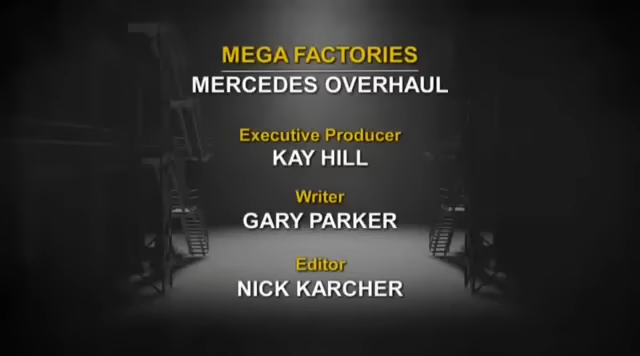 MEGA FACTORIES
MERCEDES OVERHAUL
Executive Producer
KAY HILL
Writer
GARY PARKER
Editor
NICK KARCHER